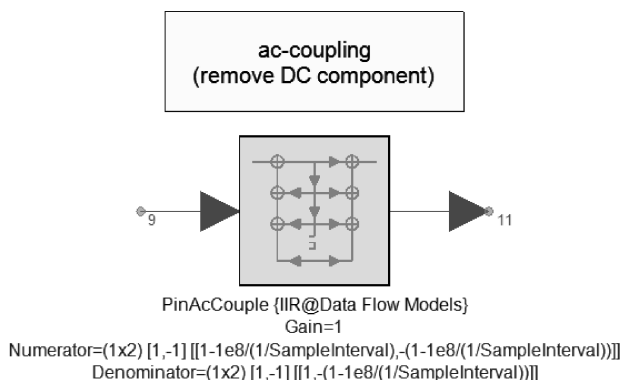 ac-coupling
(remove DC component)
9
11
PinAcCouple {IIR@Data Flow Models}
Gain=1
Numerator=(1x2) [1,-1] [[1-1e8/(1/SampleInterval),-(1-1e8/(1/SampleInterval))]]
Denominator=(1x2) [1,-1] [[1,-(1-1e8/(1/SampleInterval))]]